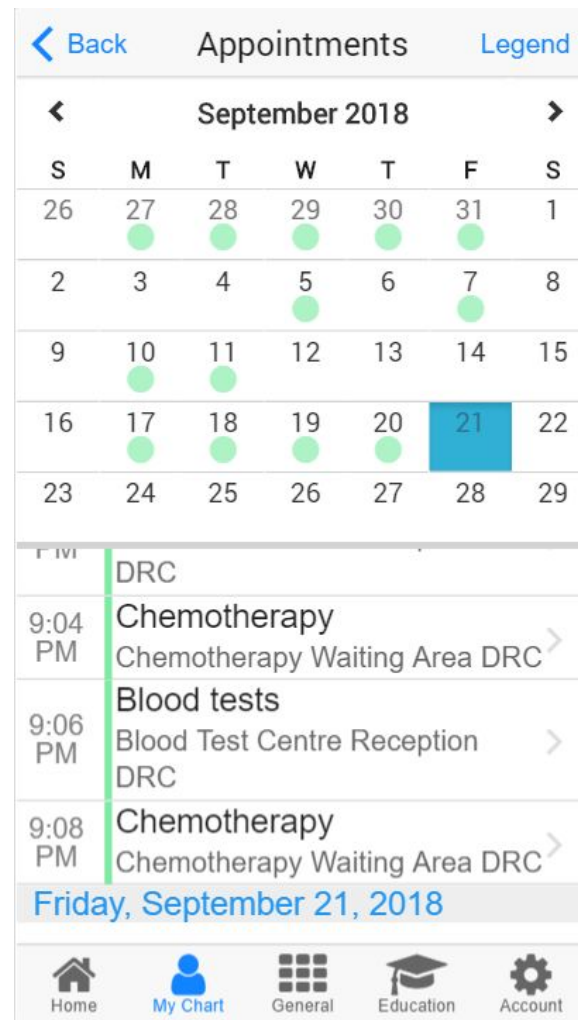 Back Appointments Legend
September 2018
S M T W T F S
26 27 28 29 30 31 1
2 3 4 5 6 7 8
9 10 11 12 13 14 15
16 17 18 19 20 21 22
23 24 25 26 27 28 29
PM
DRC
9:04 PM
Chemotherapy
Chemotherapy Waiting Area DRC
9:06 PM
Blood tests
Blood Test Centre Reception
DRC
9:08 PM
Chemotherapy
Chemotherapy Waiting Area DRC
Friday, September 21, 2018
Home My Chart General Education Account